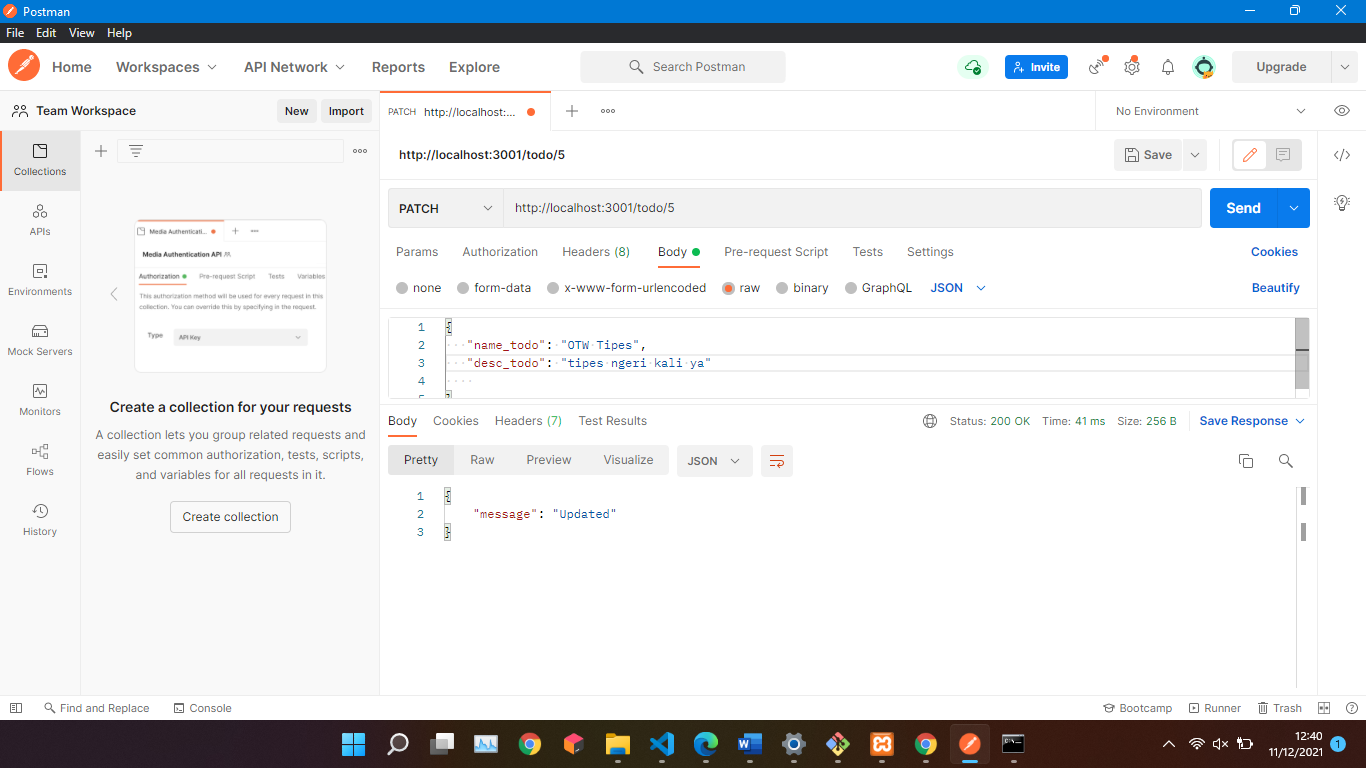 Postman
File Edit View Help
Home Workspaces API Network Reports Explore Search Postman Invite Upgrade
Team Workspace New Import PATCH http://localhost:... No Environment
Collections
APIs
Environments
Mock Servers
Monitors
Flows
History
Media Authenticati...
Media Authentication API
Authorization Pre-request Script Tests Variables
This authorization method will be used for every request in this
collection. You can override this by specifying in the request.
Type API Key
Create a collection for your requests
A collection lets you group related requests and
easily set common authorization, tests, scripts,
and variables for all requests in it.
Create collection
http://localhost:3001/todo/5 Save
PATCH http://localhost:3001/todo/5 Send
Params Authorization Headers (8) Body Pre-request Script Tests Settings Cookies
none form-data x-www-form-urlencoded raw binary GraphQL JSON Beautify
1 {
2 "name_todo": "OTW Tipes",
3 "desc_todo": "tipes ngeri kali ya"
4
5 }
Body Cookies Headers (7) Test Results Status: 200 OK Time: 41 ms Size: 256 B Save Response
Pretty Raw Preview Visualize JSON
1 {
2 "message": "Updated"
3 }
Find and Replace Console Bootcamp Runner Trash
12:40
11/12/2021 1